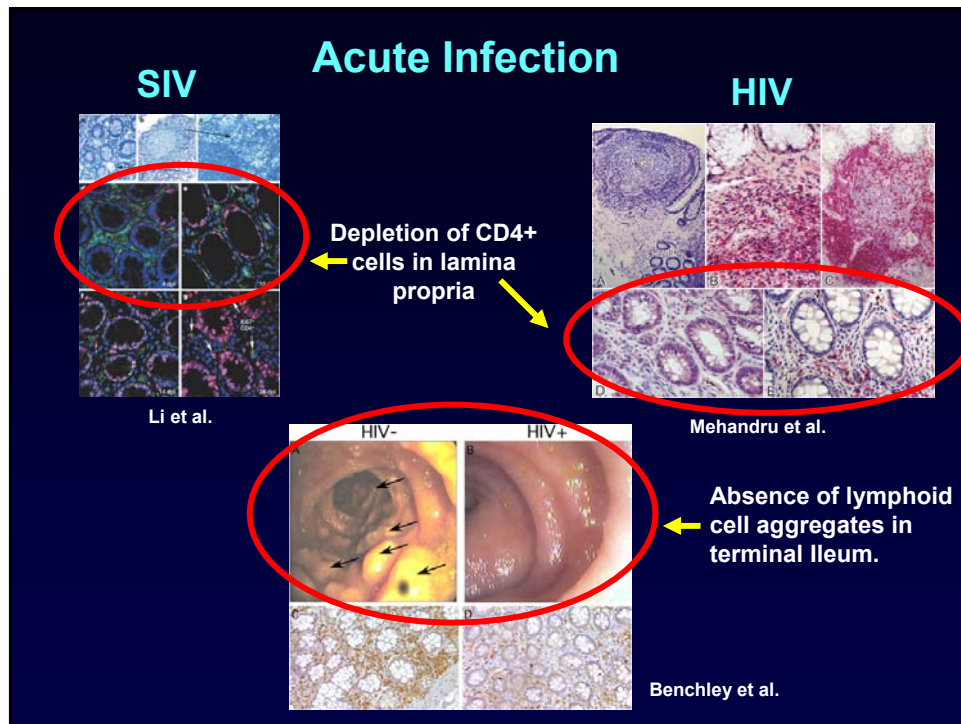 Acute Infection
SIV
HIV
Depletion of CD4+
cells in lamina
propria
A
B
C
D
E
Li et al.
Mehandru et al.
HIV-
HIV+
A
B
Absence of lymphoid
cell aggregates in
terminal Ileum.
C
D
Benchley et al.